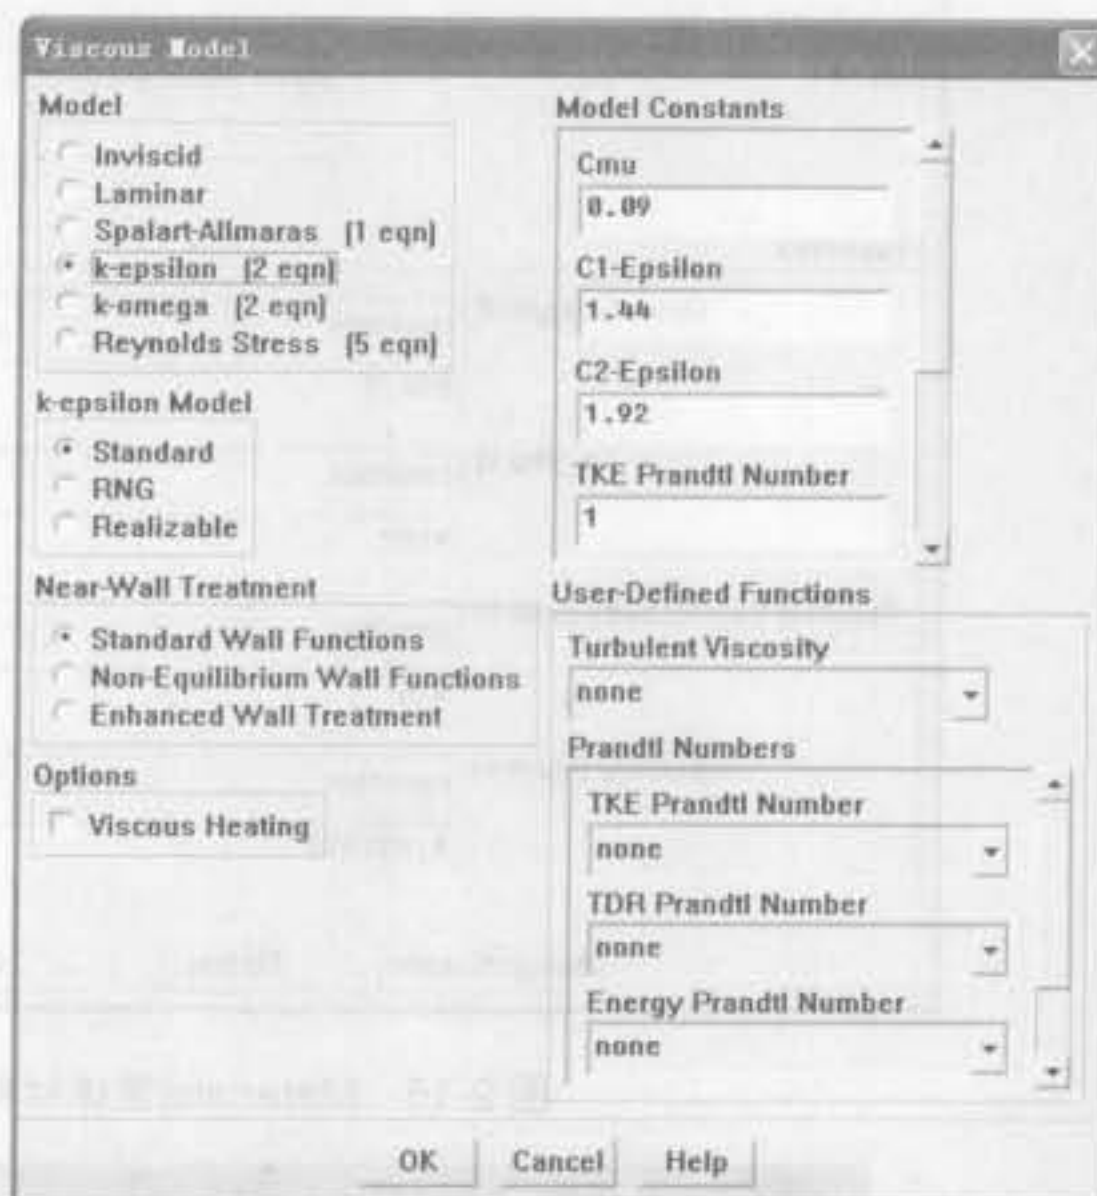 Viscous Model
Model
Inviscid
Laminar
Spalart-Allmaras (1 eqn)
k-epsilon (2 eqn)
k-omega (2 eqn)
Reynolds Stress (5 eqn)
k-epsilon Model
Standard
RNG
Realizable
Near-Wall Treatment
Standard Wall Functions
Non-Equilibrium Wall Functions
Enhanced Wall Treatment
Options
Viscous Heating
Model Constants
Cmu
0.09
C1-Epsilon
1.44
C2-Epsilon
1.92
TKE Prandtl Number
1
User-Defined Functions
Turbulent Viscosity
none
Prandtl Numbers
TKE Prandtl Number
none
TDR Prandtl Number
none
Energy Prandtl Number
none
OK Cancel Help